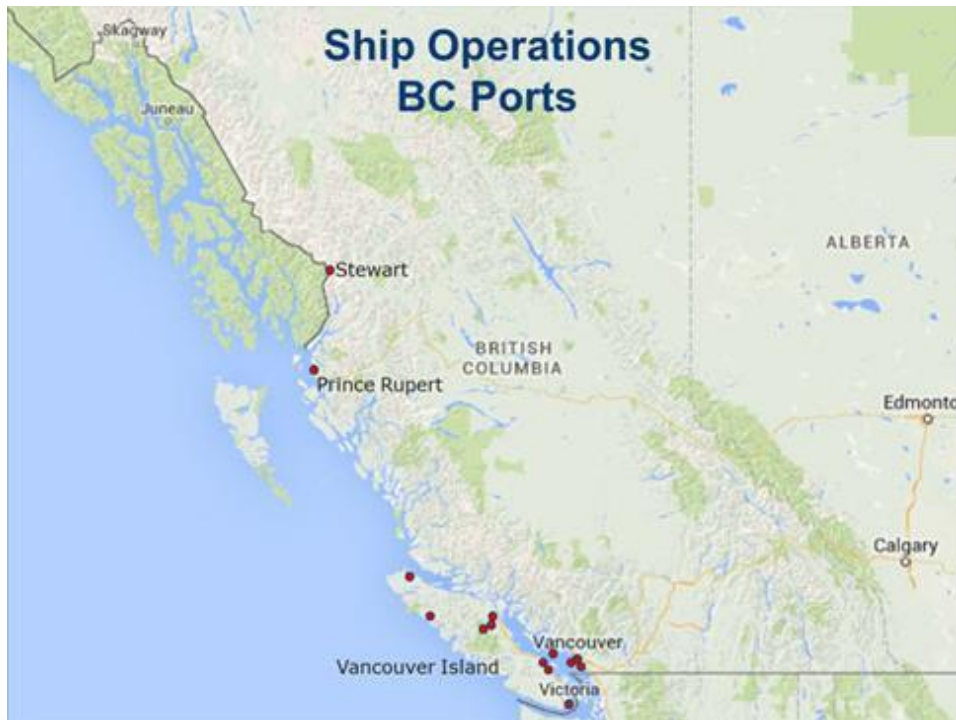 Ship Operations
BC Ports
Skagway
Juneau
ALBERTA
Stewart
BRITISH
COLUMBIA
Prince Rupert
Edmonto
Calgary
Vancouver
Vancouver Island
Victoria